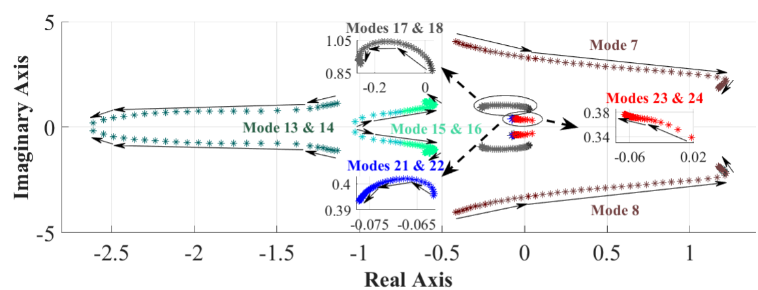 5
Modes 17 & 18
1.05
0.85
-0.2
0
Mode 7
Modes 23 & 24
0.38
0.34
-0.06
0.02
Imaginary Axis
0
Mode 13 & 14
Mode 15 & 16
Modes 21 & 22
0.4
0.39
-0.075
-0.065
Mode 8
-5
-2.5
-2
-1.5
-1
-0.5
0
0.5
1
Real Axis